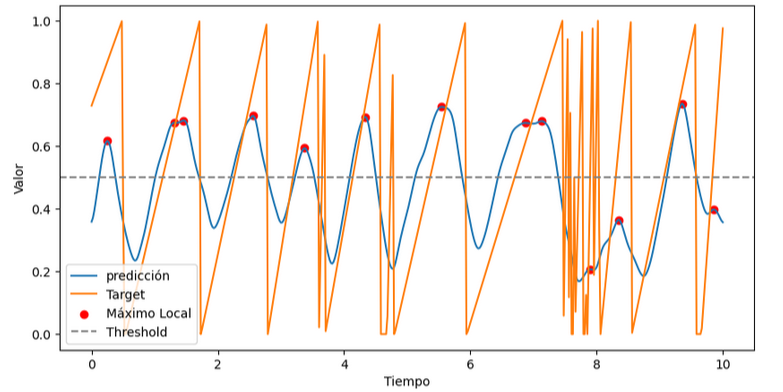 Valor
1.0
0.8
0.6
0.4
0.2
0.0
predicción
Target
Máximo Local
Threshold
0
2
4
6
8
10
Tiempo